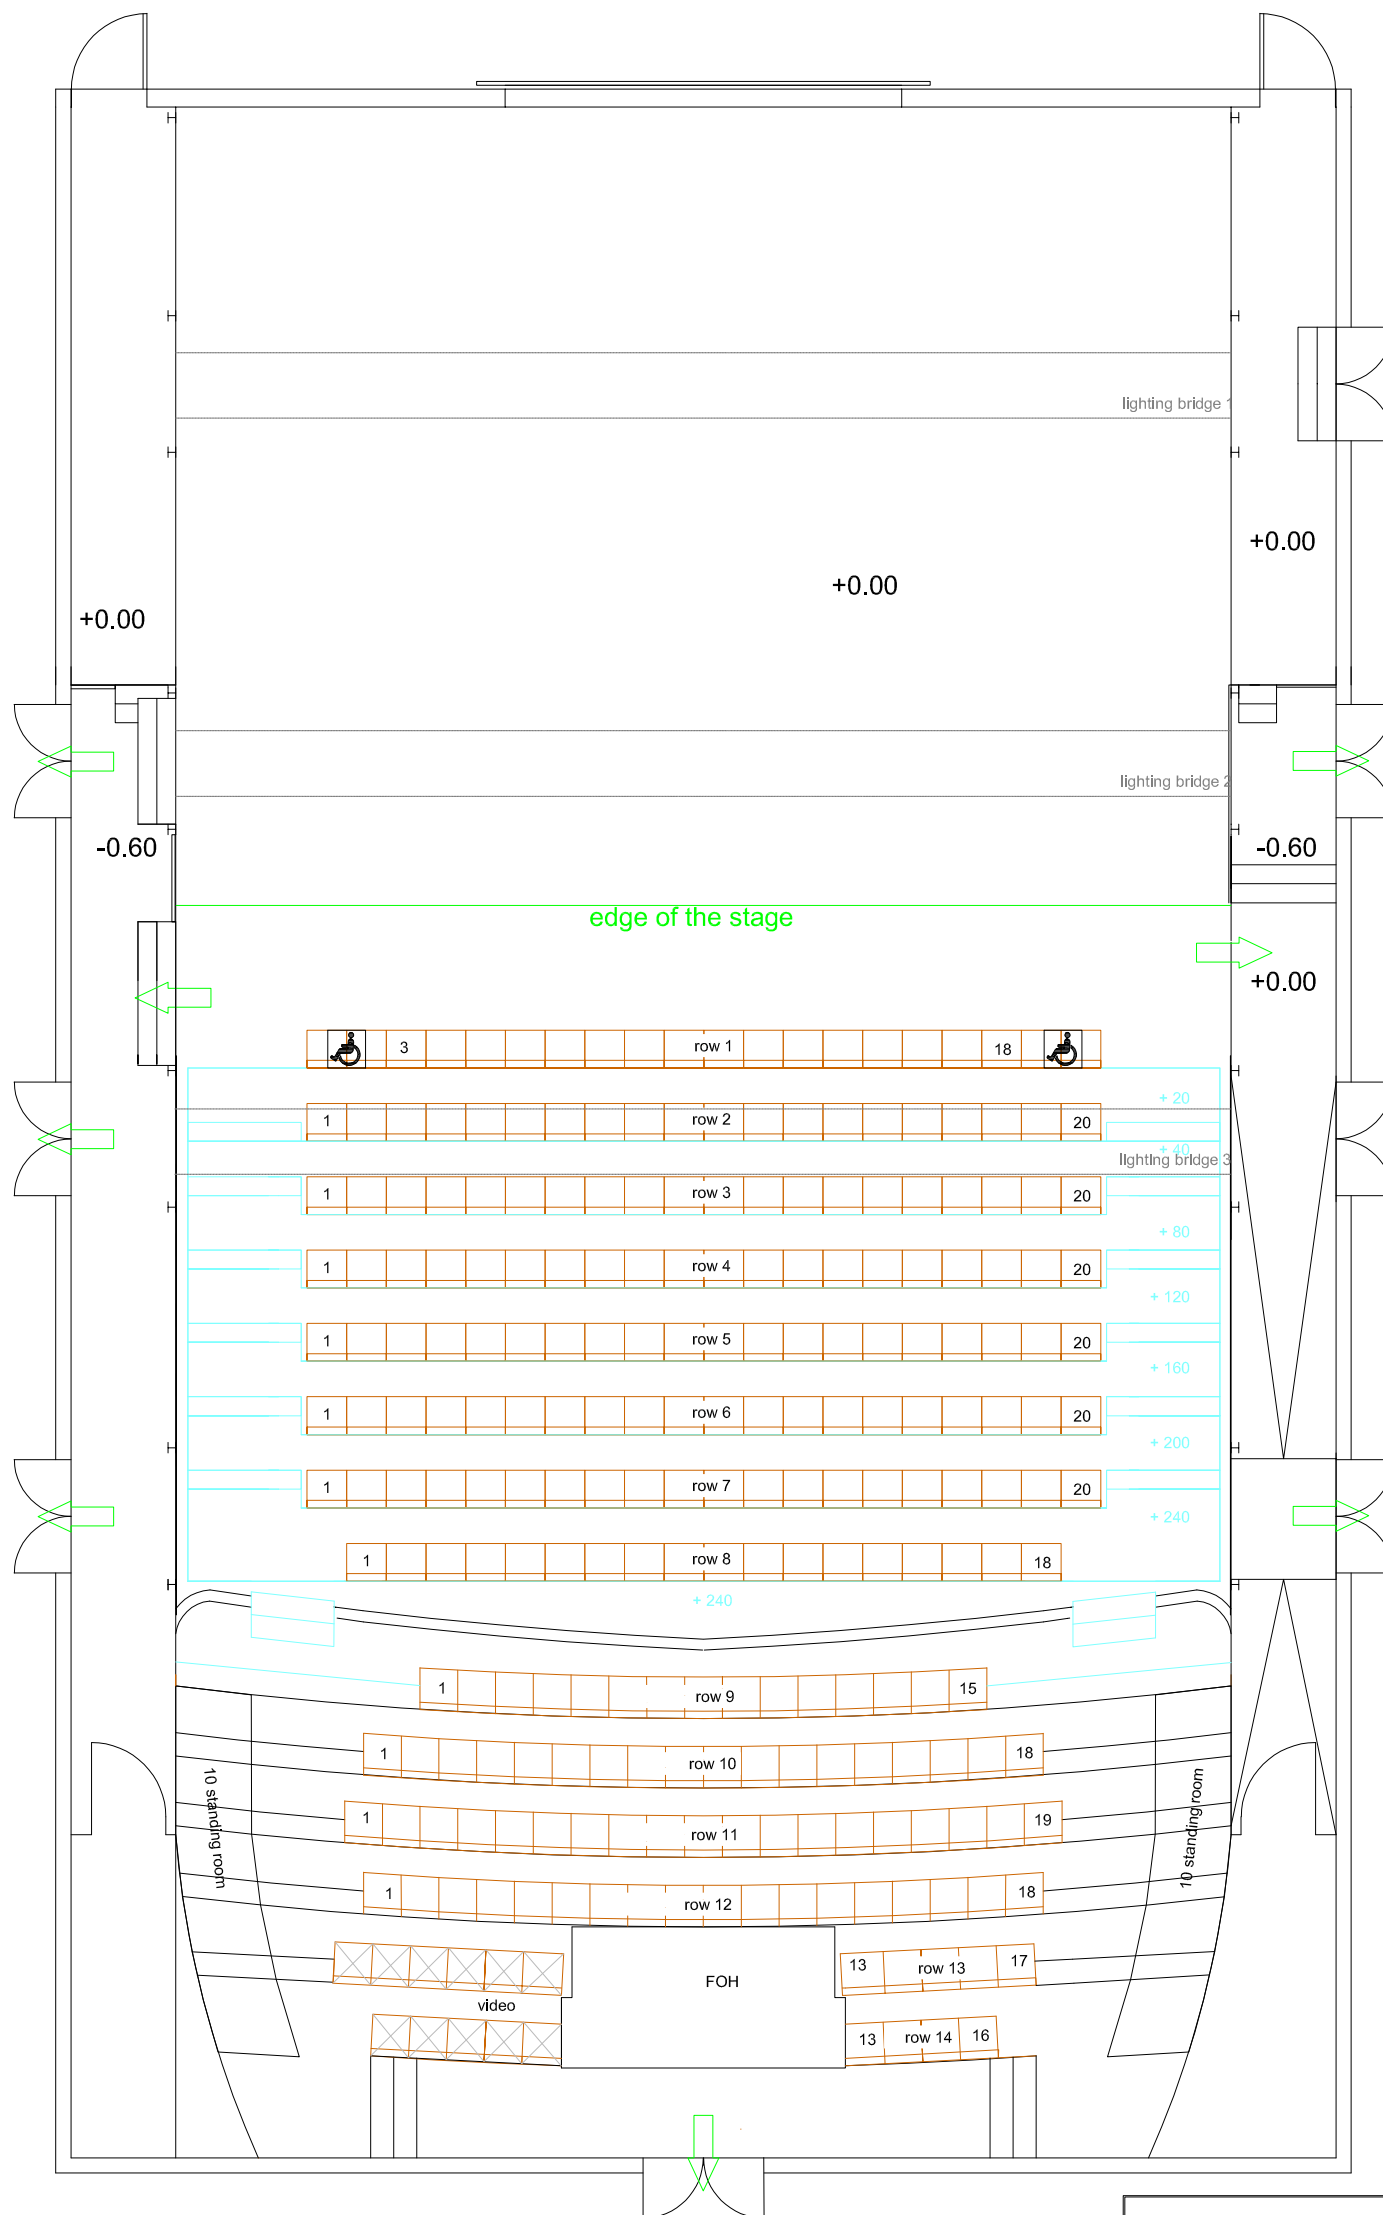 lighting bridge 1
+0.00
+0.00
+0.00
lighting bridge 2
-0.60
-0.60
edge of the stage
+0.00
3 row 1 18
+ 20
1 row 2 20
+ 40
lighting bridge 3
1 row 3 20
+ 80
1 row 4 20
+ 120
1 row 5 20
+ 160
1 row 6 20
+ 200
1 row 7 20
+ 240
1 row 8 18
+ 240
1 row 9 15
1 row 10 18
10 standing room
10 standing room
1 row 11 19
1 row 12 18
13 row 13 17
FOH
video
13 row 14 16